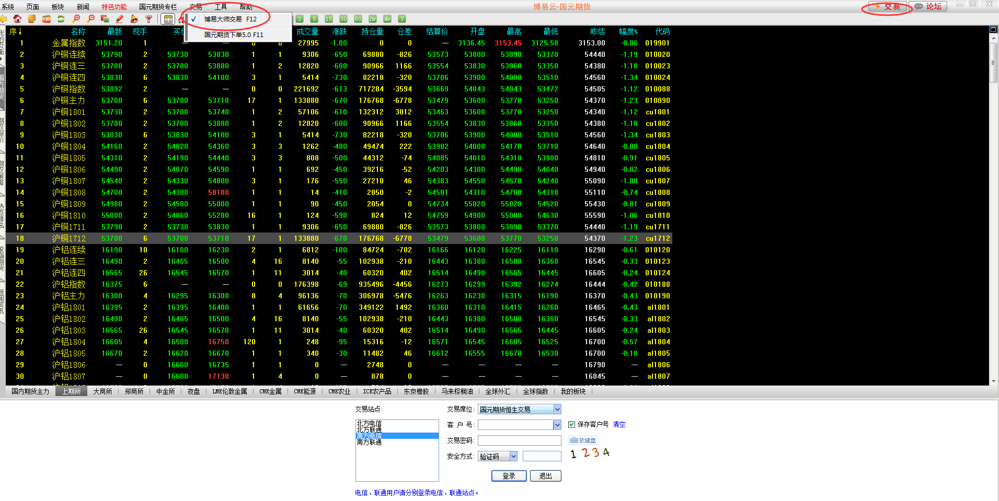 系统 页面 板块 新闻 特色功能 国元期货专栏 交易 工具 帮助 博易云-国元期货 交易 论坛
✓ 博易大师交易 F12
国元期货下单5.0 F11
3 5 15 30 60 2hr 4hr Y
序↓ 名称 最新 现手 成交量 涨跌 持仓量 仓差 结算价 开盘 最高 最低 昨结 幅度% 代码
1 金属指数 3151.20 1 — — 0 0 27995 -1.80 0 0 — 3136.45 3153.45 3125.58 3153.00 -0.06 019901
2 沪铜连续 53790 2 53730 53830 1 1 9306 -650 69880 -826 53573 53800 53890 53370 54440 -1.19 010020
3 沪铜连三 53780 2 53780 53880 1 2 12820 -600 90966 1166 53554 53830 53860 53350 54380 -1.10 010023
4 沪铜连四 53830 6 53830 54100 3 1 5414 -730 82218 -320 53706 53900 54000 53510 54560 -1.34 010024
5 沪铜指数 53892 2 — — 0 0 221692 -613 717284 -3594 53669 54043 54043 53472 54505 -1.12 010088
6 沪铜主力 53700 6 53700 53710 17 1 133880 -670 176768 -6778 53479 53600 53770 53250 54370 -1.23 010090
7 沪铜1801 53730 2 53700 53740 1 2 57106 -610 132312 3012 53463 53600 53770 53250 54340 -1.12 cu1801
8 沪铜1802 53780 2 53780 53880 1 2 12820 -600 90966 1166 53554 53830 53860 53350 54380 -1.10 cu1802
9 沪铜1803 53830 6 53830 54100 3 1 5414 -730 82218 -320 53706 53900 54000 53510 54560 -1.34 cu1803
10 沪铜1804 54160 2 54020 54360 3 3 1262 -480 49474 222 53902 54000 54170 53710 54640 -0.88 cu1804
11 沪铜1805 54310 2 54190 54440 3 3 808 -500 44312 -74 54085 54010 54310 53900 54810 -0.91 cu1805
12 沪铜1806 54490 2 54070 54590 1 1 692 -450 39216 -52 54203 54300 54490 54040 54940 -0.82 cu1806
13 沪铜1807 54540 2 54330 54800 3 1 176 -550 27210 46 54383 54550 54570 54240 55090 -1.00 cu1807
14 沪铜1808 54700 2 54300 58180 1 1 14 -410 2050 -2 54501 54310 54700 54310 55110 -0.74 cu1808
15 沪铜1809 54980 2 54580 55000 1 1 90 -450 2054 0 54734 55020 55020 54520 55430 -0.81 cu1809
16 沪铜1810 55000 2 54860 55280 16 1 124 -590 824 12 54759 54900 55000 54630 55590 -1.06 cu1810
17 沪铜1711 53790 2 53730 53830 1 1 9306 -650 69880 -826 53573 53800 53890 53370 54440 -1.19 cu1711
18 沪铜1712 53700 6 53700 53710 17 1 133880 -670 176768 -6778 53479 53600 53770 53250 54370 -1.23 cu1712
19 沪铝连续 16190 10 16180 16230 2 1 6812 -100 84724 -702 16166 16120 16225 16110 16290 -0.61 010120
20 沪铝连三 16490 2 16465 16500 4 16 8140 -55 102938 -210 16443 16380 16500 16360 16545 -0.33 010123
21 沪铝连四 16565 26 16545 16570 1 11 3014 -40 60320 402 16514 16490 16565 16445 16605 -0.24 010124
22 沪铝指数 16375 6 — — 0 0 176398 -69 935496 -4456 16273 16299 16392 16274 16444 -0.42 010188
23 沪铝主力 16300 4 16295 16300 8 4 96136 -70 306978 -5476 16263 16230 16315 16190 16370 -0.43 010190
24 沪铝1801 16395 2 16395 16400 1 1 61656 -70 349122 1492 16360 16310 16415 16260 16465 -0.43 al1801
25 沪铝1802 16490 2 16465 16500 4 16 8140 -55 102938 -210 16443 16380 16500 16360 16545 -0.33 al1802
26 沪铝1803 16565 26 16545 16570 1 11 3014 -40 60320 402 16514 16490 16565 16445 16605 -0.24 al1803
27 沪铝1804 16605 4 16500 16750 120 1 248 -95 15316 -12 16571 16545 16605 16525 16700 -0.57 al1804
28 沪铝1805 16670 2 16620 16670 1 1 340 -30 11482 46 16612 16555 16670 16530 16700 -0.18 al1805
29 沪铝1806 — 0 16660 16735 1 1 0 — 2748 0 — — — — 16790 — al1806
30 沪铝1807 — 0 16600 17130 1 4 0 — 878 0 — — — — 16845 — al1807
国内期货主力 上期所 大商所 郑商所 中金所 夜盘 LME伦敦金属 CME金属 CME能源 CME农业 ICE农产品 东京橡胶 马来棕榈油 全球外汇 全球指数 我的板块
交易站点: 交易席位: 国元期货恒生交易
北方电信
客 户 号: 保存客户号 清空
北方联通
南方电信
南方联通
交易密码: 软键盘
安全方式: 验证码 1 2 3 4
登录 退出
电信、联通用户请分别登录电信、联通站点。